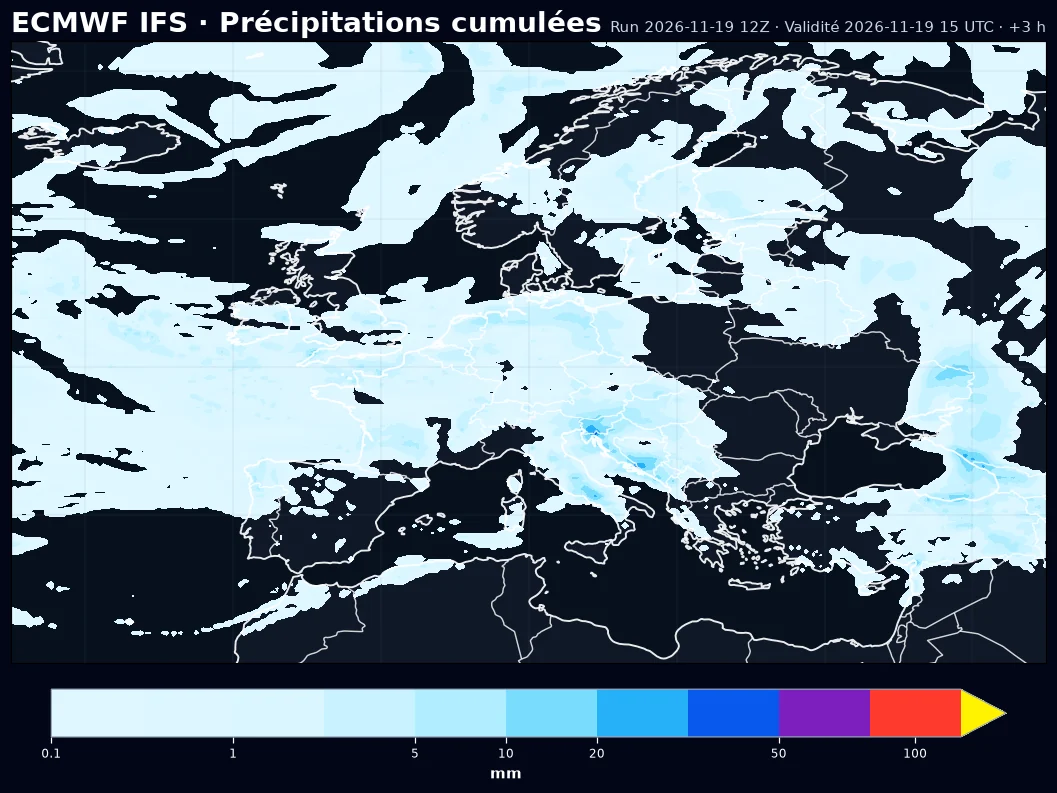 ECMWF IFS · Précipitations cumulées Run 2026-11-19 12Z · Validité 2026-11-19 15 UTC · +3 h
0.1 1 5 10 20 50 100
mm